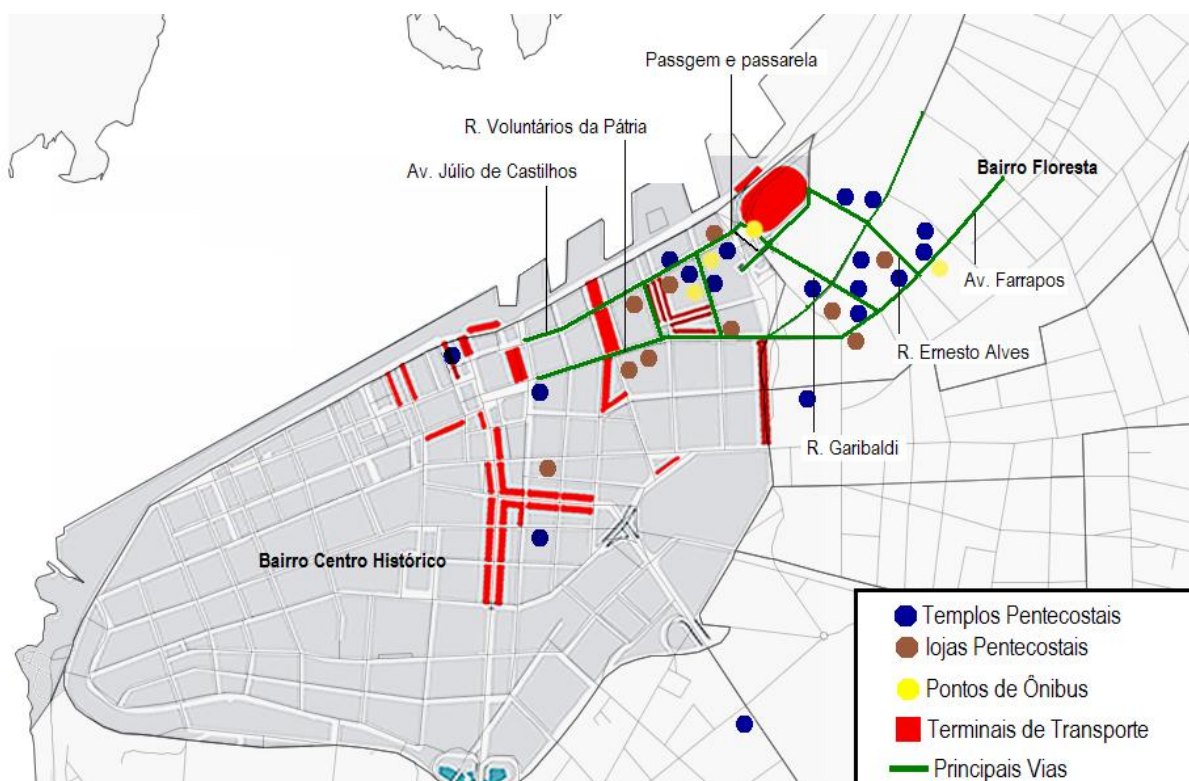 Passgem e passarela
R. Voluntários da Pátria
Av. Júlio de Castilhos
Bairro Floresta
Av. Farrapos
R. Ernesto Alves
R. Garibaldi
Bairro Centro Histórico
Templos Pentecostais
lojas Pentecostais
Pontos de Ônibus
Terminais de Transporte
Principais Vias